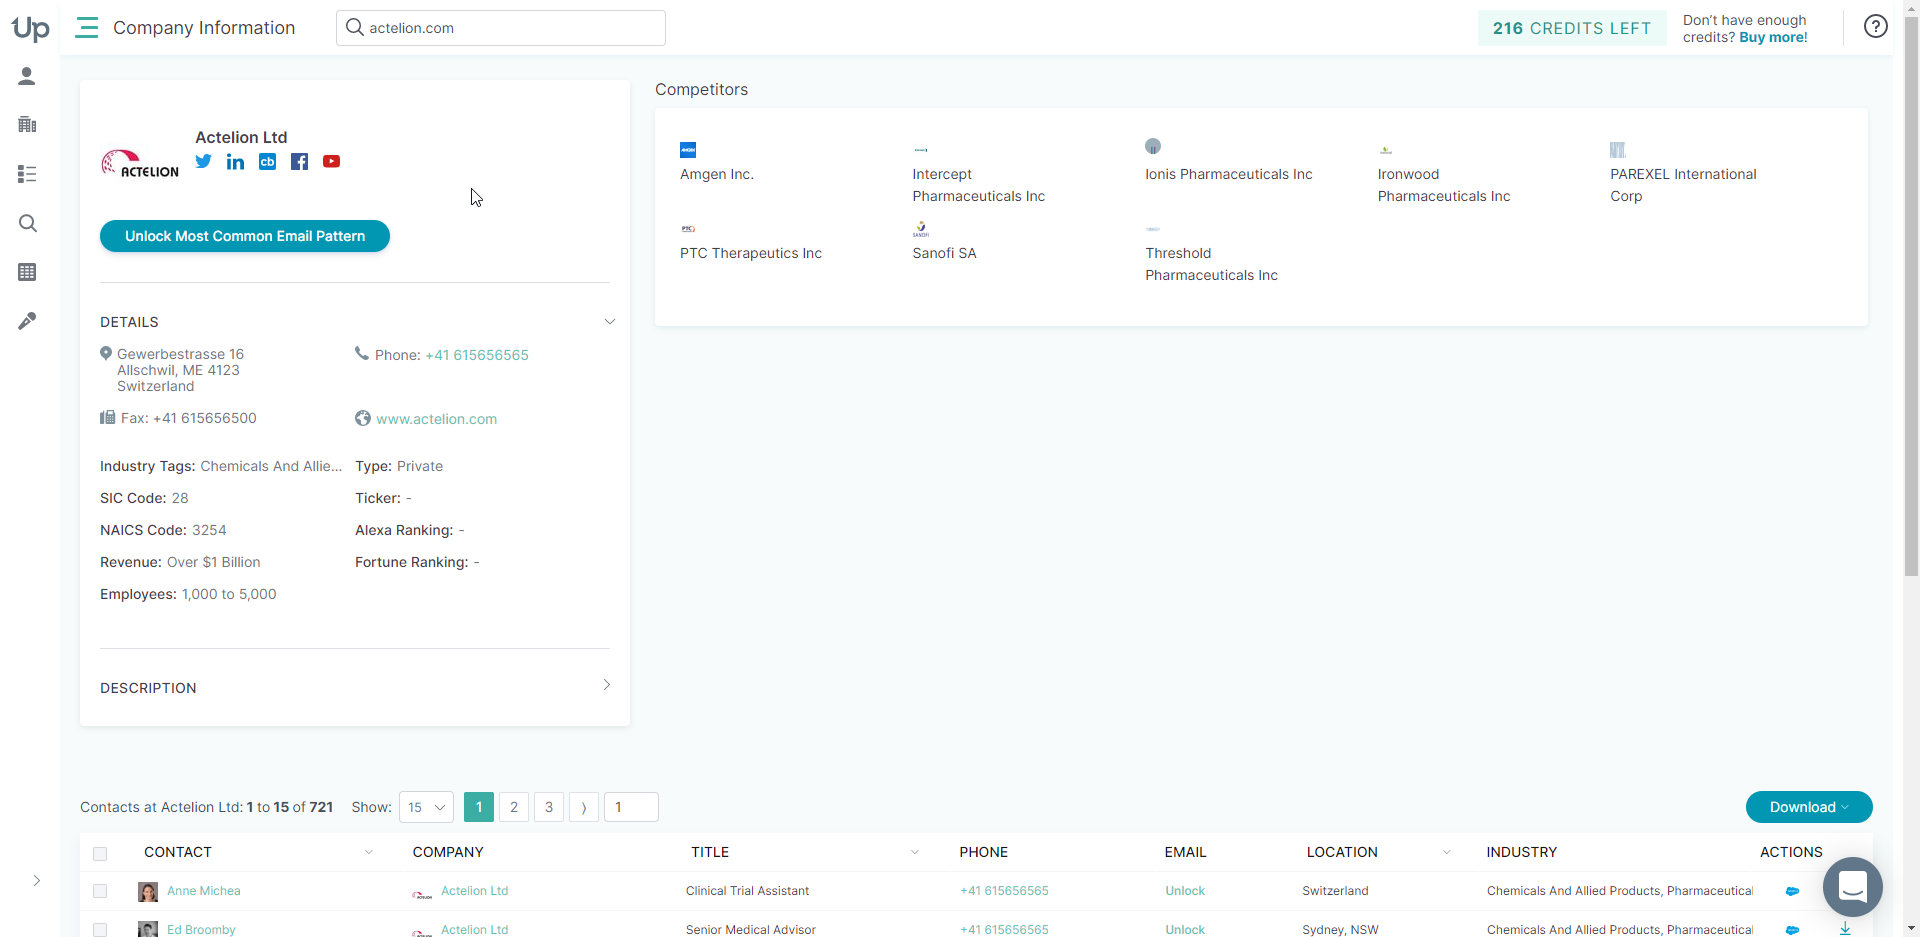 Up
Company Information
actelion.com
216 CREDITS LEFT
Don’t have enough
credits? Buy more!
Actelion Ltd
ACTELION
Unlock Most Common Email Pattern
DETAILS
Gewerbestrasse 16
Allschwil, ME 4123
Switzerland
Phone: +41 615656565
Fax: +41 615656500
www.actelion.com
Industry Tags: Chemicals And Allie...
Type: Private
SIC Code: 28
Ticker: -
NAICS Code: 3254
Alexa Ranking: -
Revenue: Over $1 Billion
Fortune Ranking: -
Employees: 1,000 to 5,000
DESCRIPTION
Competitors
AMGEN
Amgen Inc.
Intercept
Pharmaceuticals Inc
Ionis Pharmaceuticals Inc
Ironwood
Pharmaceuticals Inc
PAREXEL International
Corp
PTC
PTC Therapeutics Inc
SANOFI
Sanofi SA
Threshold
Pharmaceuticals Inc
Contacts at Actelion Ltd: 1 to 15 of 721 Show: 15 1 2 3 ⟩ 1
Download
CONTACT COMPANY TITLE PHONE EMAIL LOCATION INDUSTRY ACTIONS
Anne Michea Actelion Ltd Clinical Trial Assistant +41 615656565 Unlock Switzerland Chemicals And Allied Products, Pharmaceutical
Ed Broomby Actelion Ltd Senior Medical Advisor +41 615656565 Unlock Sydney, NSW Chemicals And Allied Products, Pharmaceutical